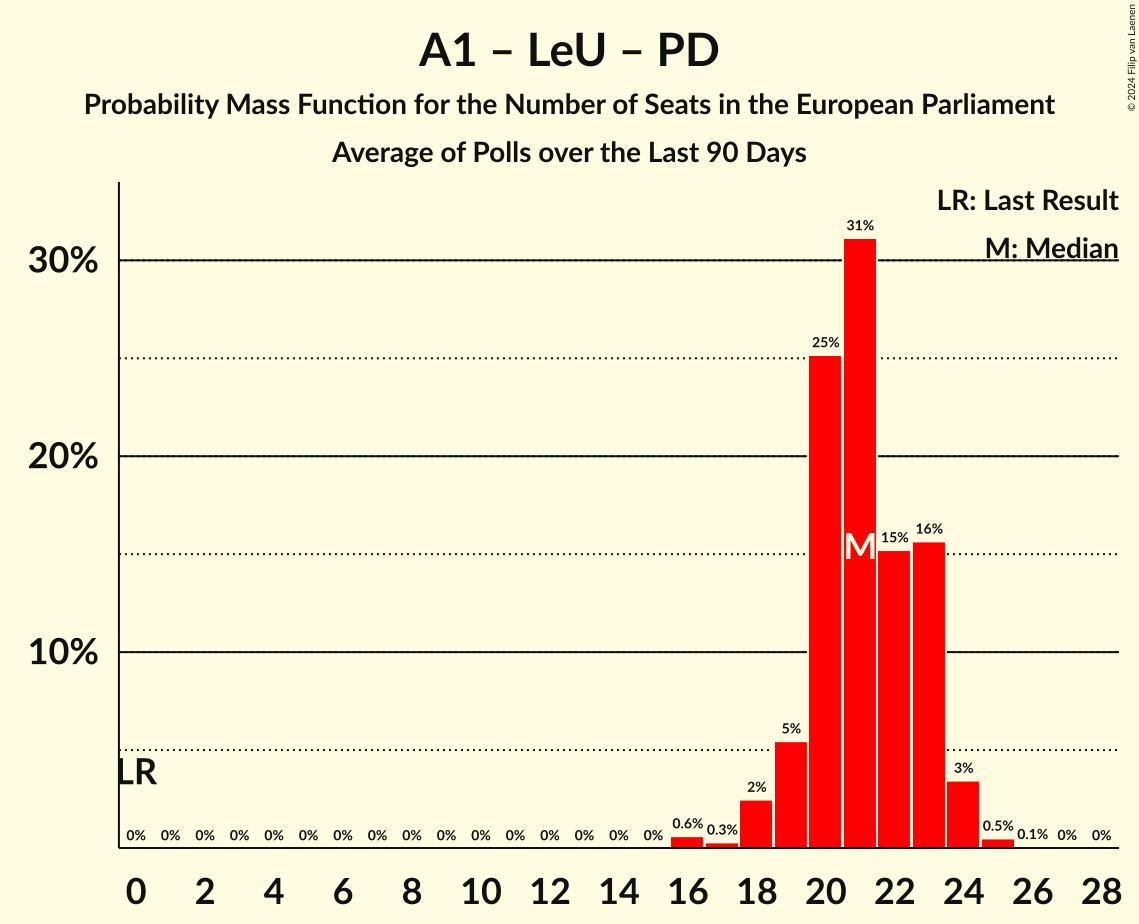 A1 – LeU – PD
Probability Mass Function for the Number of Seats in the European Parliament
Average of Polls over the Last 90 Days
© 2024 Filip van Laenen
LR: Last Result
M: Median
30%
20%
10%
31%
25%
M
15%
16%
5%
LR
2%
3%
0% 0% 0% 0% 0% 0% 0% 0% 0% 0% 0% 0% 0% 0% 0% 0% 0.6% 0.3% 0.5% 0.1% 0% 0%
0 2 4 6 8 10 12 14 16 18 20 22 24 26 28